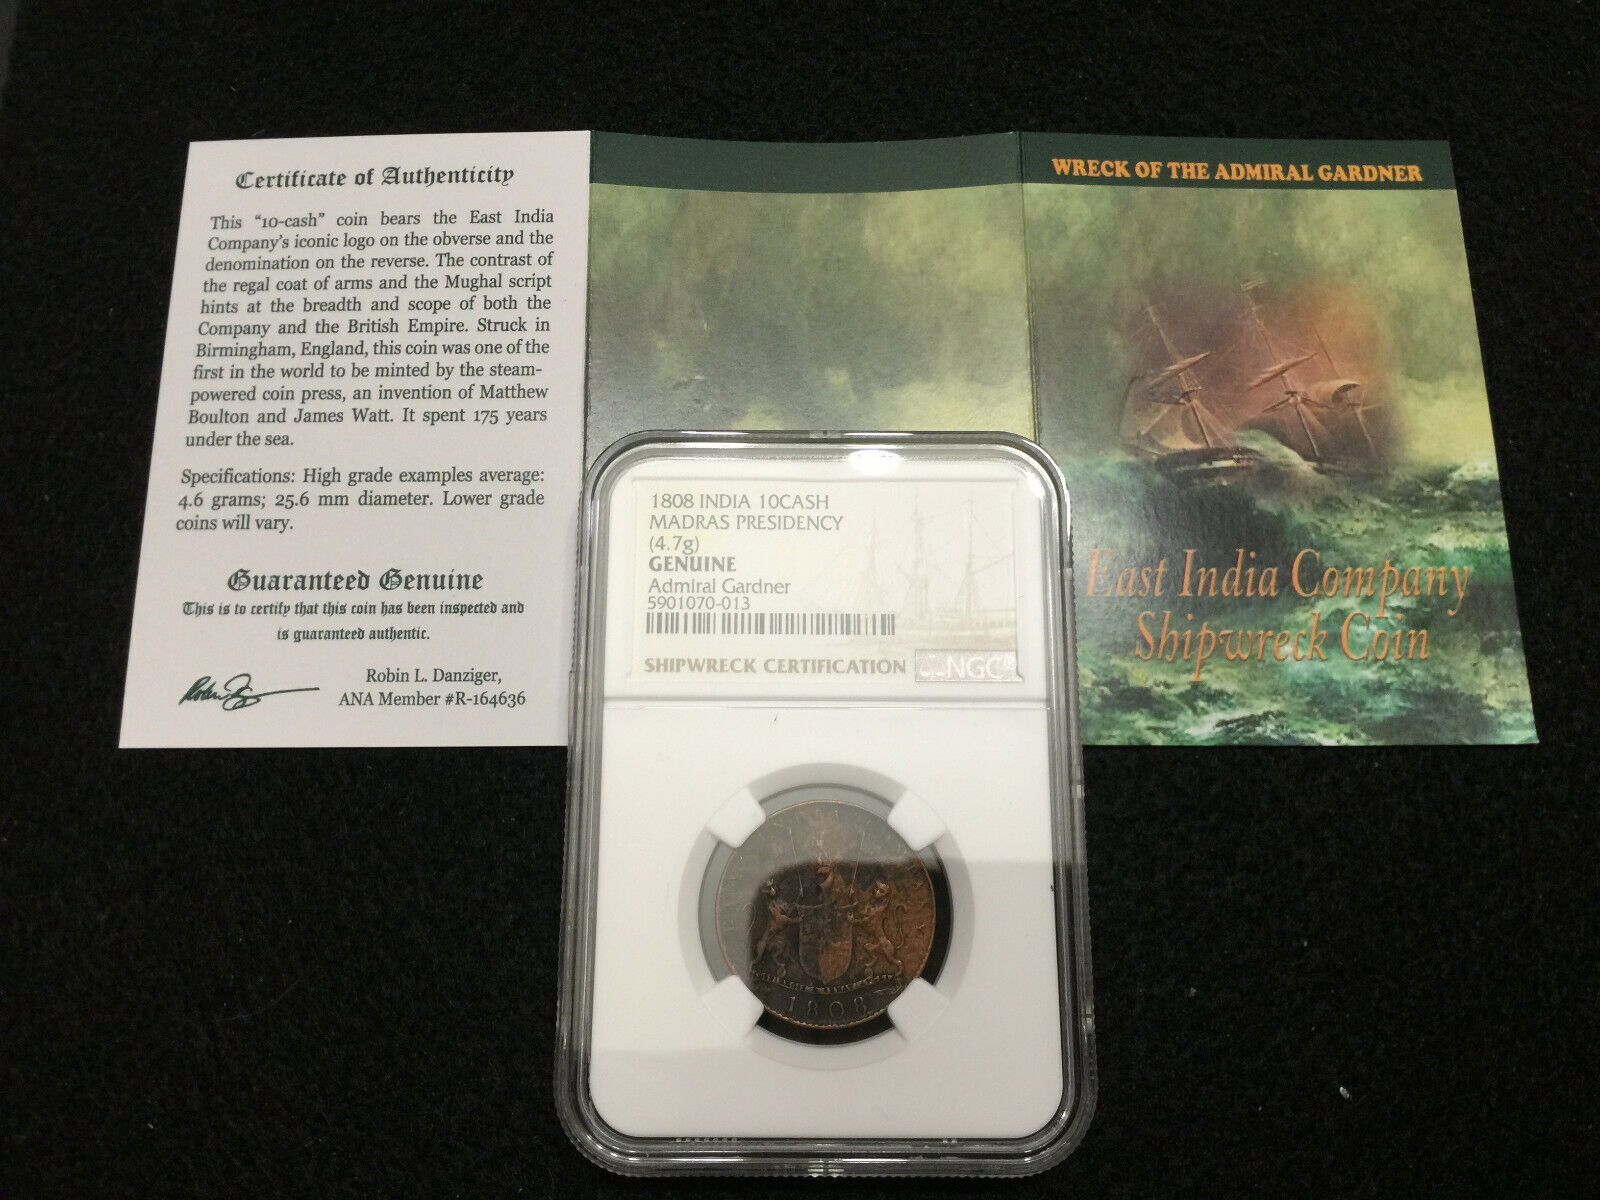 Certificate of Authenticity
This “10-cash” coin bears the East India
Company’s iconic logo on the obverse and the
denomination on the reverse. The contrast of
the regal coat of arms and the Mughal script
hints at the breadth and scope of both the
Company and the British Empire. Struck in
Birmingham, England, this coin was one of the
first in the world to be minted by the steam-
powered coin press, an invention of Matthew
Boulton and James Watt. It spent 175 years
under the sea.
Specifications: High grade examples average:
4.6 grams; 25.6 mm diameter. Lower grade
coins will vary.
Guaranteed Genuine
This is to certify that this coin has been inspected and
is guaranteed authentic.
Robin L. Danziger,
ANA Member #R-164636
WRECK OF THE ADMIRAL GARDNER
East India Company
Shipwreck Coin
1808 INDIA 10CASH
MADRAS PRESIDENCY
(4.7g)
GENUINE
Admiral Gardner
5901070-013
SHIPWRECK CERTIFICATION NGC
1808